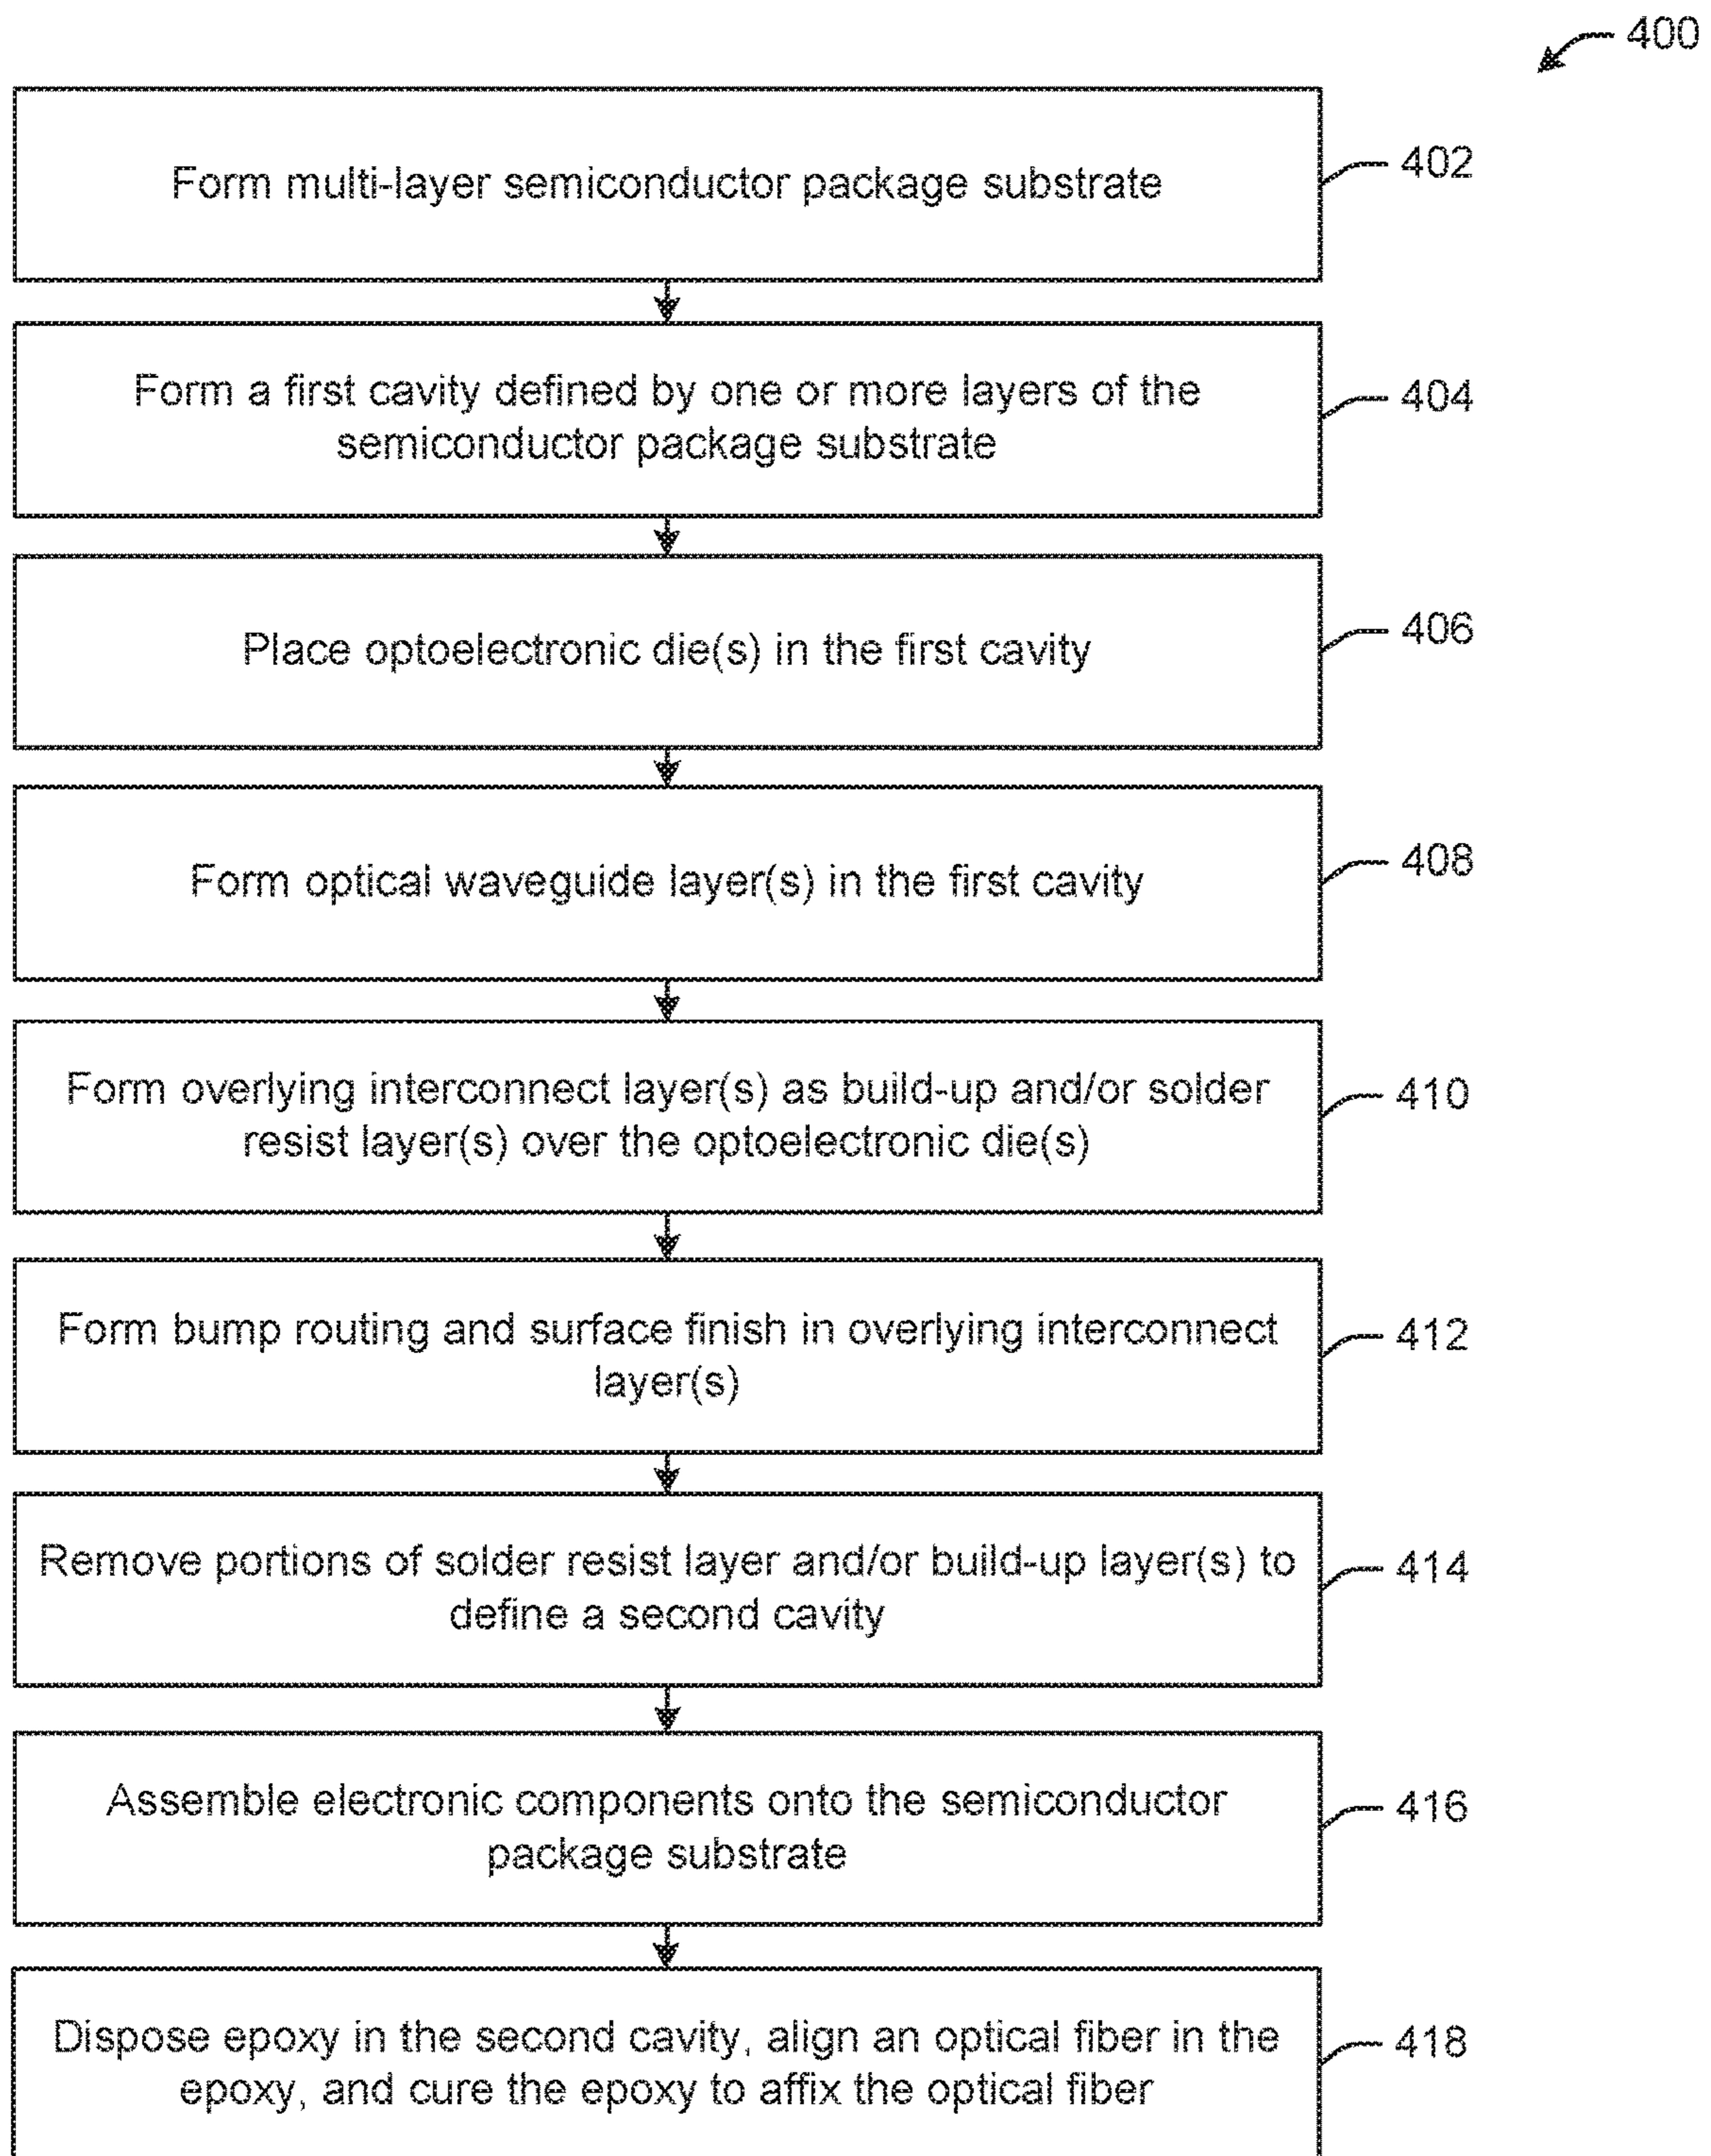 400
Form multi-layer semiconductor package substrate
402
Form a first cavity defined by one or more layers of the
semiconductor package substrate
404
Place optoelectronic die(s) in the first cavity
406
Form optical waveguide layer(s) in the first cavity
408
Form overlying interconnect layer(s) as build-up and/or solder
resist layer(s) over the optoelectronic die(s)
410
Form bump routing and surface finish in overlying interconnect
layer(s)
412
Remove portions of solder resist layer and/or build-up layer(s) to
define a second cavity
414
Assemble electronic components onto the semiconductor
package substrate
416
Dispose epoxy in the second cavity, align an optical fiber in the
epoxy, and cure the epoxy to affix the optical fiber
418